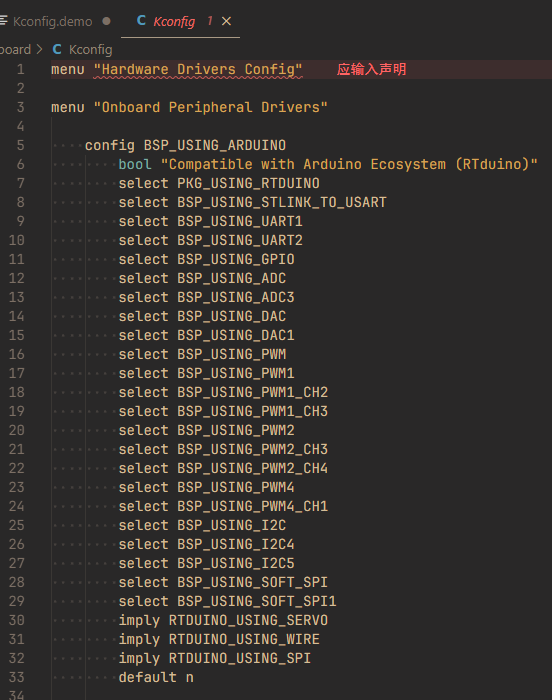 Kconfig.demo
C Kconfig 1
board > C Kconfig
1 menu "Hardware Drivers Config" 应输入声明
2
3 menu "Onboard Peripheral Drivers"
4
5 config BSP_USING_ARDUINO
6 bool "Compatible with Arduino Ecosystem (RTduino)"
7 select PKG_USING_RTDUINO
8 select BSP_USING_STLINK_TO_USART
9 select BSP_USING_UART1
10 select BSP_USING_UART2
11 select BSP_USING_GPIO
12 select BSP_USING_ADC
13 select BSP_USING_ADC3
14 select BSP_USING_DAC
15 select BSP_USING_DAC1
16 select BSP_USING_PWM
17 select BSP_USING_PWM1
18 select BSP_USING_PWM1_CH2
19 select BSP_USING_PWM1_CH3
20 select BSP_USING_PWM2
21 select BSP_USING_PWM2_CH3
22 select BSP_USING_PWM2_CH4
23 select BSP_USING_PWM4
24 select BSP_USING_PWM4_CH1
25 select BSP_USING_I2C
26 select BSP_USING_I2C4
27 select BSP_USING_I2C5
28 select BSP_USING_SOFT_SPI
29 select BSP_USING_SOFT_SPI1
30 imply RTDUINO_USING_SERVO
31 imply RTDUINO_USING_WIRE
32 imply RTDUINO_USING_SPI
33 default n
34